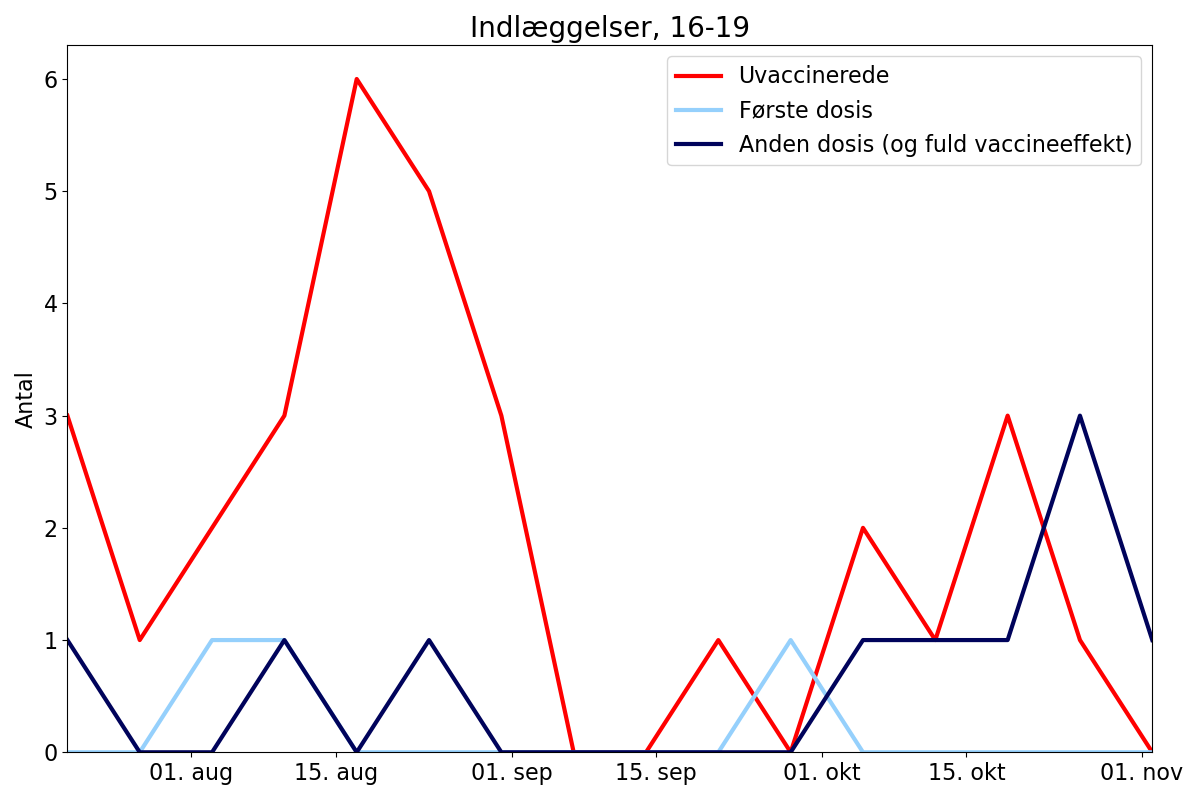 Indlæggelser, 16-19
Uvaccinerede
Første dosis
Anden dosis (og fuld vaccineeffekt)
Antal
6
5
4
3
2
1
0
01. aug 15. aug 01. sep 15. sep 01. okt 15. okt 01. nov